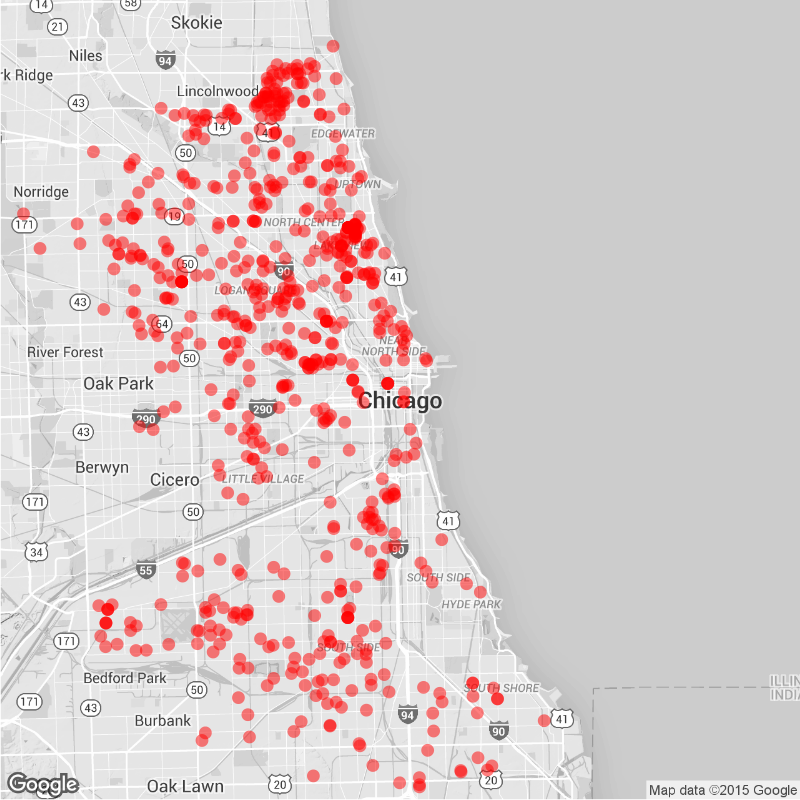 14
58
21
Skokie
Niles
94
rk Ridge
Lincolnwood
43
14
41
EDGEWATER
50
Norridge
UPTOWN
171
19
NORTH CENTER
LAKEVIEW
50
90
41
LOGAN SQUARE
43
64
NEAR
NORTH SIDE
River Forest
50
Oak Park
Chicago
290
290
43
Berwyn
Cicero
LITTLE VILLAGE
171
50
41
34
90
55
SOUTH SIDE
HYDE PARK
171
SOUTH SIDE
Bedford Park
ILLIN
INDIA
50
SOUTH SHORE
171
43
94
41
Burbank
90
Google
Oak Lawn
20
20
Map data ©2015 Google